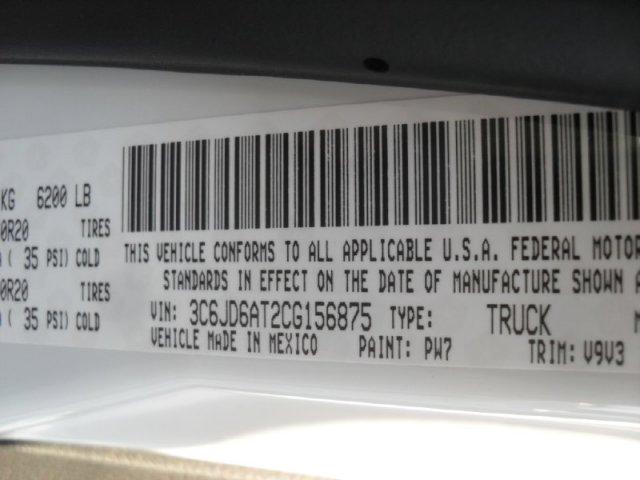 KG 6200 LB
0R20 TIRES
( 35 PSI) COLD
0R20 TIRES
( 35 PSI) COLD
THIS VEHICLE CONFORMS TO ALL APPLICABLE U.S.A. FEDERAL MOTOR
STANDARDS IN EFFECT ON THE DATE OF MANUFACTURE SHOWN A
VIN: 3C6JD6AT2CG156875 TYPE: TRUCK M
VEHICLE MADE IN MEXICO PAINT: PW7 TRIM: V9V3